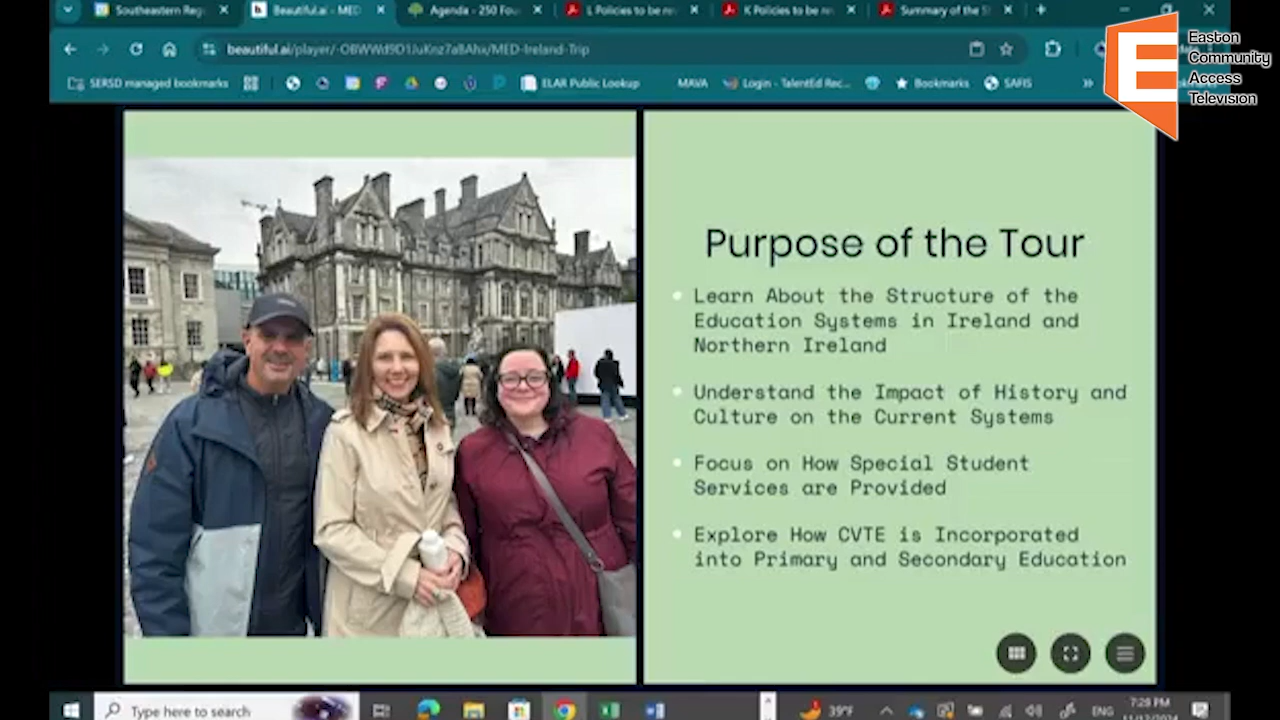 Southeastern Reg
Beautiful.ai - MED
Agenda - 250 Fou
L Policies to be re
K Policies to be re
Summary of the S
beautiful.ai/player/-OBWWd9D1JuKnz7aBAhx/MED-Ireland-Trip
SERSD managed bookmarks
ELAR Public Lookup
MAVA
Login - TalentEd Rec...
Bookmarks
SAFIS
Easton
Community
Access
Television
Purpose of the Tour
Learn About the Structure of the
Education Systems in Ireland and
Northern Ireland
Understand the Impact of History and
Culture on the Current Systems
Focus on How Special Student
Services are Provided
Explore How CVTE is Incorporated
into Primary and Secondary Education
Type here to search
39°F
ENG
7:28 PM